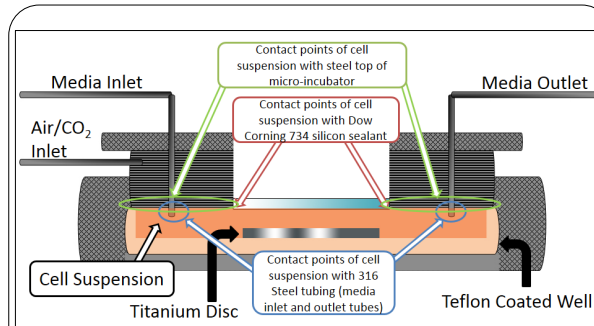 Contact points of cell
suspension with steel top of
micro-incubator
Media Inlet
Media Outlet
Contact points of cell
suspension with Dow
Corning 734 silicon sealant
Air/CO₂
Inlet
Cell Suspension
Contact points of cell
suspension with 316
Steel tubing (media
inlet and outlet tubes)
Titanium Disc
Teflon Coated Well